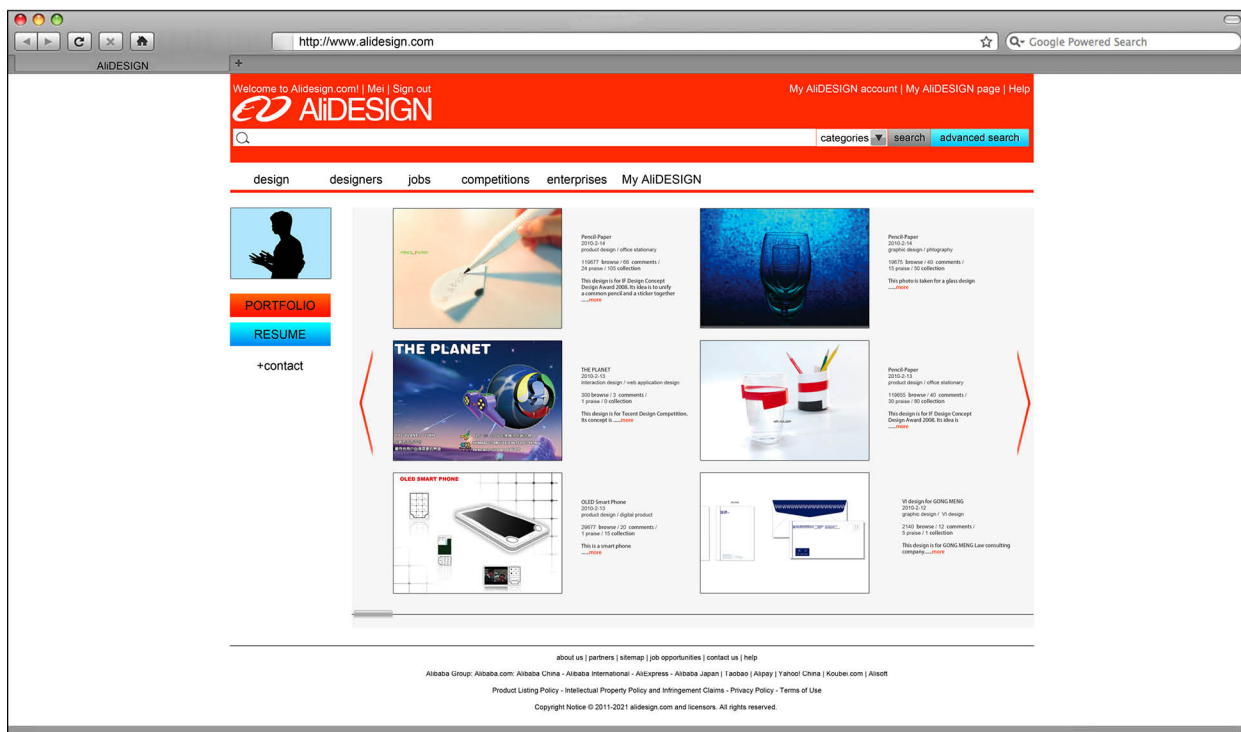 http://www.alidesign.com
Google Powered Search
AliDESIGN
Welcome to Alidesign.com! | Mei | Sign out
My AliDESIGN account | My AliDESIGN page | Help
AliDESIGN
categories
search
advanced search
design
designers
jobs
competitions
enterprises
My AliDESIGN
PORTFOLIO
RESUME
+contact
Pencil-Paper
2010-2-14
product design / office stationary
119677 browse / 66 comments /
24 praise / 105 collection
This design is for IF Design Concept
Design Award 2008. Its idea is to unify
a common pencil and a sticker together
......more
Pencil-Paper
2010-2-14
graphic design / phtography
19675 browse / 40 comments /
15 praise / 50 collection
This photo is taken for a glass design
......more
THE PLANET
THE PLANET
2010-2-13
interaction design / web application design
300 browse / 3 comments /
1 praise / 0 collection
This design is for Tecent Design Competition.
Its concept is ......more
Pencil-Paper
2010-2-13
product design / office stationary
119655 browse / 40 comments /
30 praise / 80 collection
This design is for IF Design Concept
Design Award 2008. Its idea is
......more
OLED SMART PHONE
OLED Smart Phone
2010-2-13
product design / digital product
29677 browse / 20 comments /
1 praise / 15 collection
This is a smart phone
......more
VI design for GONG MENG
2010-2-12
graphic design / VI design
2140 browse / 12 comments /
5 praise / 1 collection
This design is for GONG MENG Law consulting
company......more
about us | partners | sitemap | job opportunities | contact us | help
Alibaba Group: Alibaba.com: Alibaba China - Alibaba International - AliExpress - Alibaba Japan | Taobao | Alipay | Yahoo! China | Koubei.com | Alisoft
Product Listing Policy - Intellectual Property Policy and Infringement Claims - Privacy Policy - Terms of Use
Copyright Notice © 2011-2021 alidesign.com and licensors. All rights reserved.